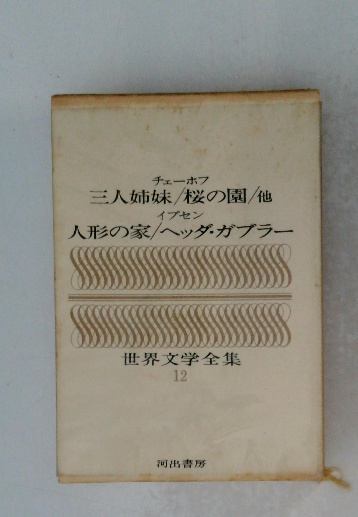 チェーホフ
三人姉妹/桜の園/他
イプセン
人形の家/ヘッダ・ガブラー
世界文学全集
12
河出書房